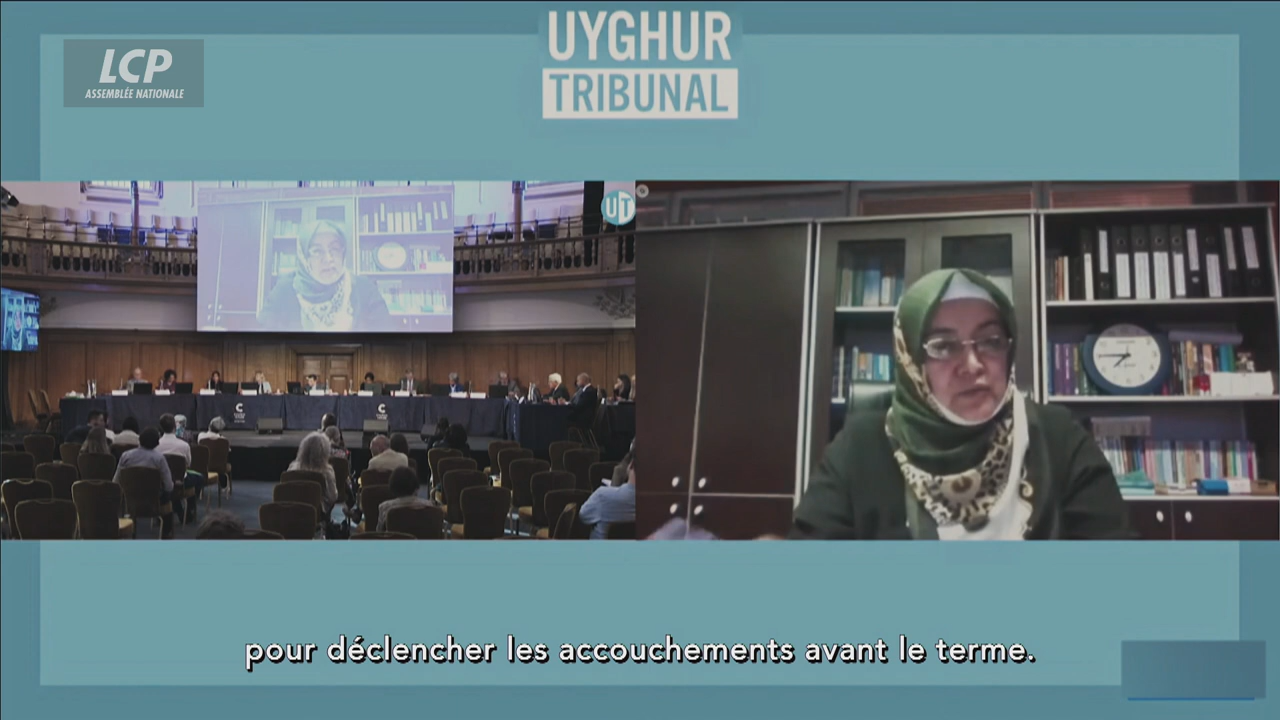 UYGHUR
TRIBUNAL
LCP
ASSEMBLÉE NATIONALE
UT
pour déclencher les accouchements avant le terme.